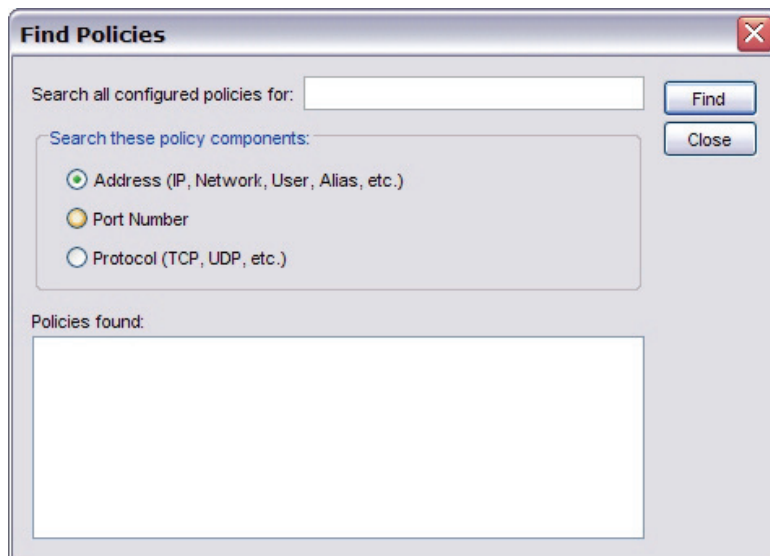 Find Policies
Search all configured policies for:
Find
Close
Search these policy components:
Address (IP, Network, User, Alias, etc.)
Port Number
Protocol (TCP, UDP, etc.)
Policies found: